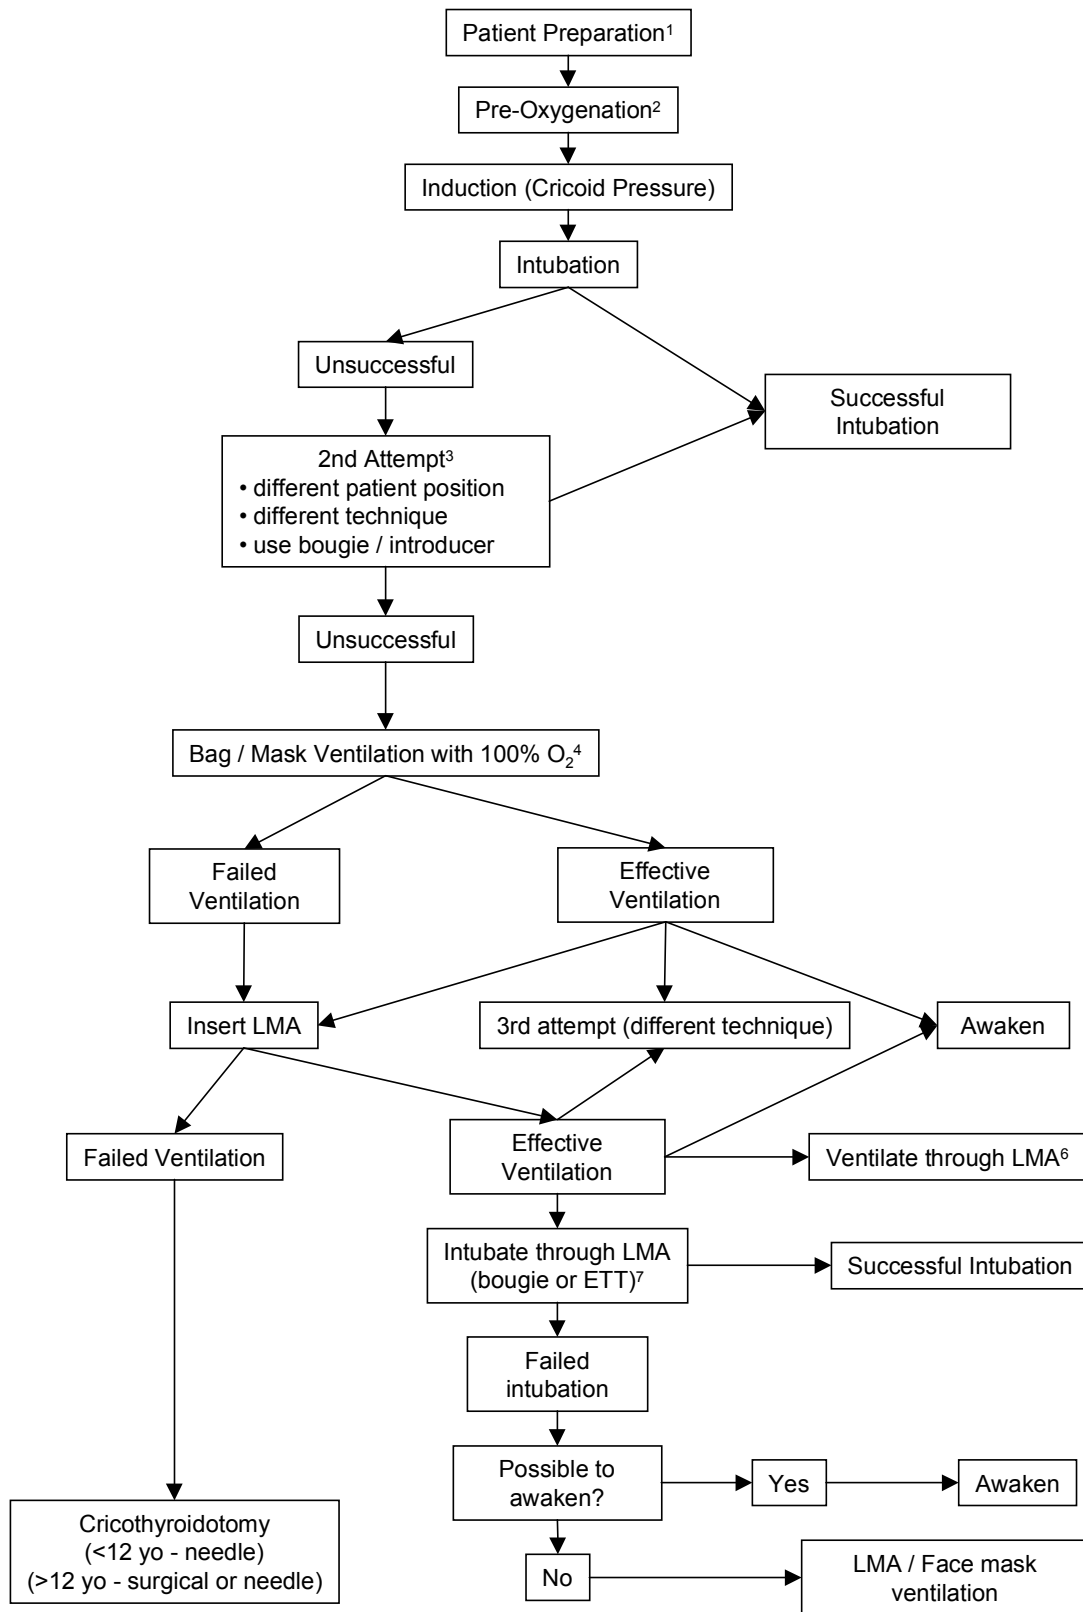 Patient Preparation¹
Pre-Oxygenation²
Induction (Cricoid Pressure)
Intubation
Unsuccessful
Successful
Intubation
2nd Attempt³
• different patient position
• different technique
• use bougie / introducer
Unsuccessful
Bag / Mask Ventilation with 100% O₂⁴
Failed
Ventilation
Effective
Ventilation
Insert LMA
3rd attempt (different technique)
Awaken
Failed Ventilation
Effective
Ventilation
Ventilate through LMA⁶
Intubate through LMA
(bougie or ETT)⁷
Successful Intubation
Failed
intubation
Possible to
awaken?
Yes
Awaken
Cricothyroidotomy
(<12 yo - needle)
(>12 yo - surgical or needle)
No
LMA / Face mask
ventilation